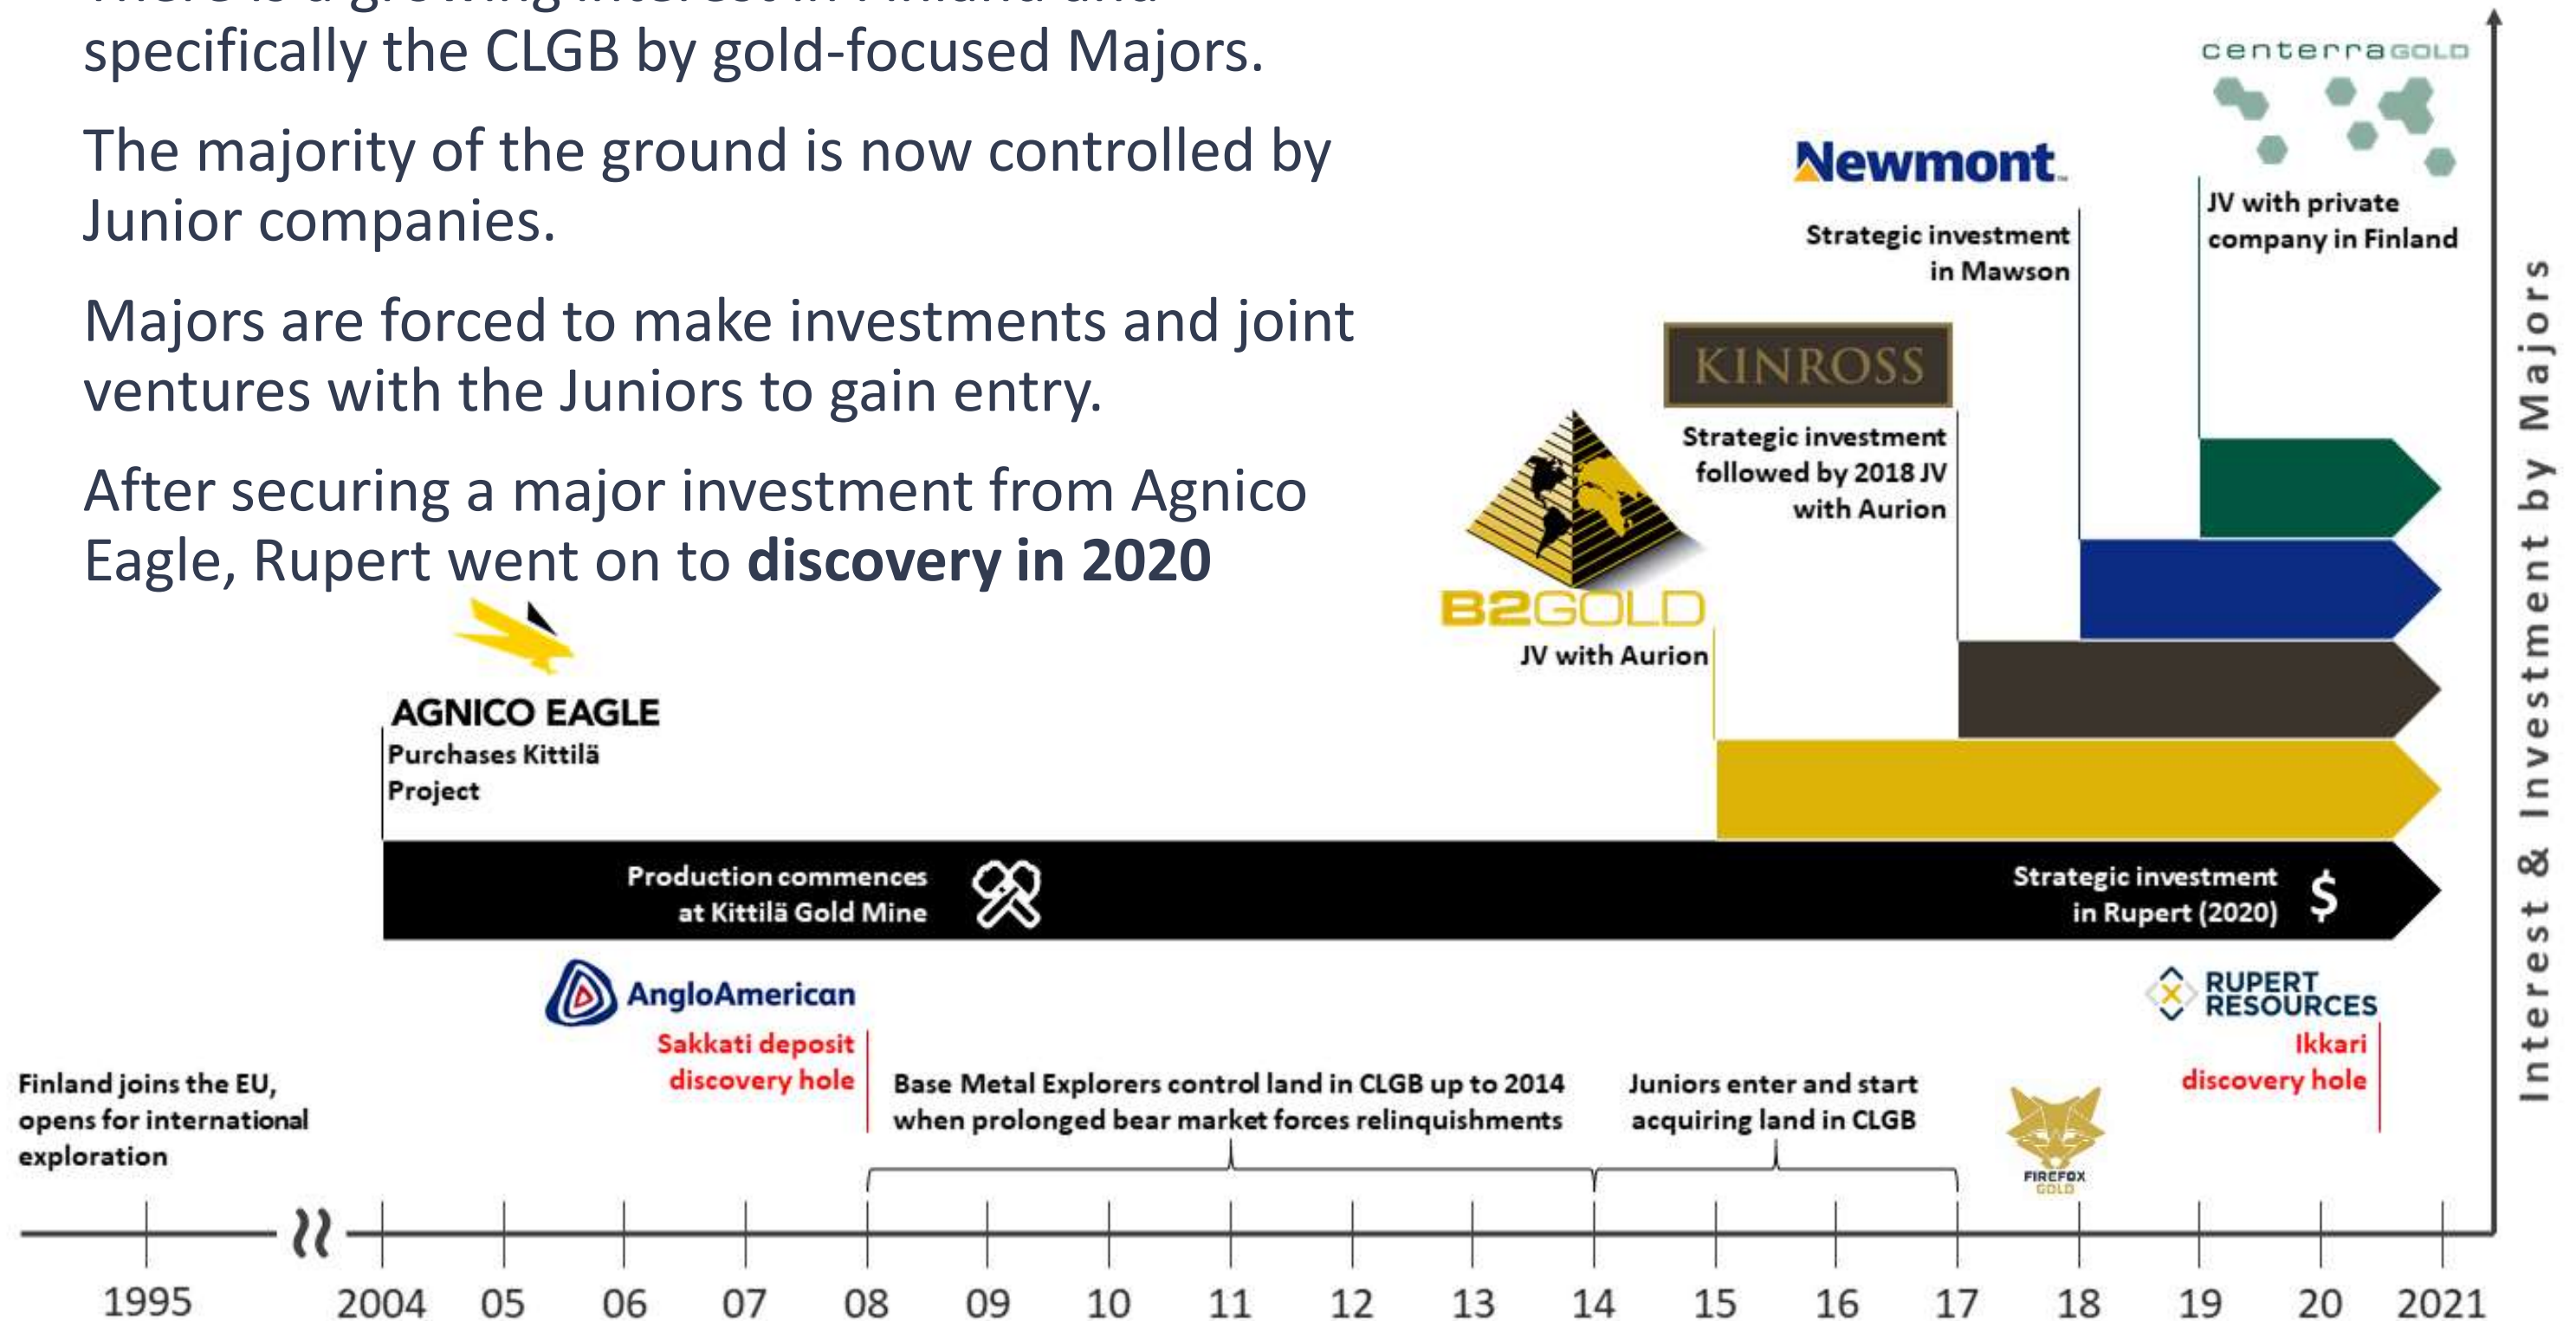 There is a growing interest in Finland and
specifically the CLGB by gold-focused Majors.
The majority of the ground is now controlled by
Junior companies.
Majors are forced to make investments and joint
ventures with the Juniors to gain entry.
After securing a major investment from Agnico
Eagle, Rupert went on to discovery in 2020
centerraGOLD
JV with private
company in Finland
Newmont™
Strategic investment
in Mawson
KINROSS
Strategic investment
followed by 2018 JV
with Aurion
B2GOLD
JV with Aurion
AGNICO EAGLE
Purchases Kittilä
Project
Production commences
at Kittilä Gold Mine
Strategic investment
in Rupert (2020)
$
AngloAmerican
Sakkati deposit
discovery hole
RUPERT
RESOURCES
Ikkari
discovery hole
Finland joins the EU,
opens for international
exploration
Base Metal Explorers control land in CLGB up to 2014
when prolonged bear market forces relinquishments
Juniors enter and start
acquiring land in CLGB
FIREFOX
GOLD
1995 2004 05 06 07 08 09 10 11 12 13 14 15 16 17 18 19 20 2021
Interest & Investment by Majors